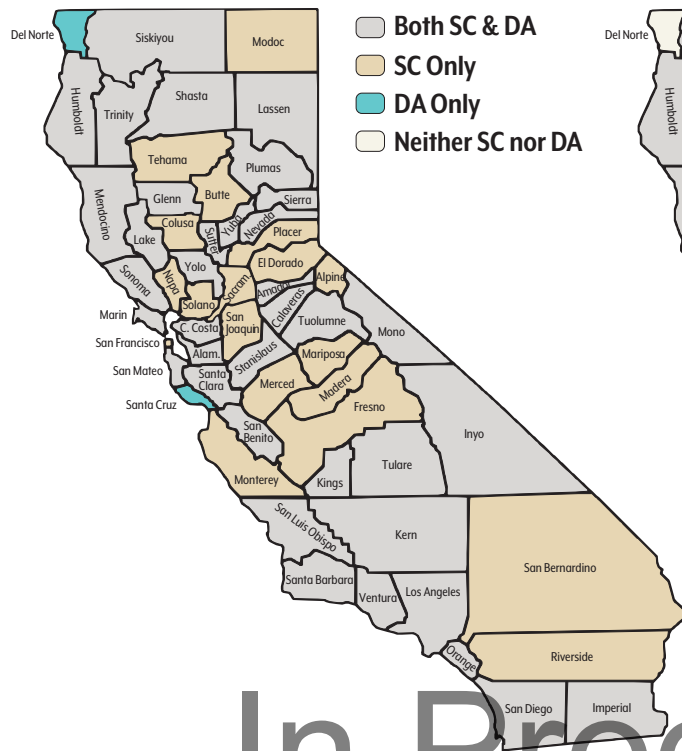 Both SC & DA
SC Only
DA Only
Neither SC nor DA
Del Norte
Siskiyou
Modoc
Humboldt
Trinity
Shasta
Lassen
Tehama
Plumas
Butte
Glenn
Sierra
Mendocino
Colusa
Lake
Sutter
Yuba
Nevada
Placer
Yolo
El Dorado
Sonoma
Napa
Sacram.
Alpine
Amador
Solano
Calaveras
Marin
C. Costa
San
Joaquin
Tuolumne
Mono
San Francisco
Alam.
Stanislaus
Mariposa
San Mateo
Santa
Clara
Merced
Madera
Santa Cruz
Fresno
San
Benito
Inyo
Monterey
Kings
Tulare
San Luis Obispo
Kern
San Bernardino
Santa Barbara
Ventura
Los Angeles
Orange
Riverside
San Diego
Imperial
Del Norte
Humboldt
In Pro